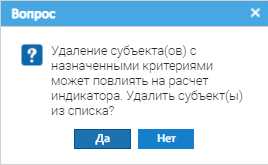 Вопрос
Удаление субъекта(ов) с
назначенными критериями
может повлиять на расчет
индикатора. Удалить субъект(ы)
из списка?
Да Нет